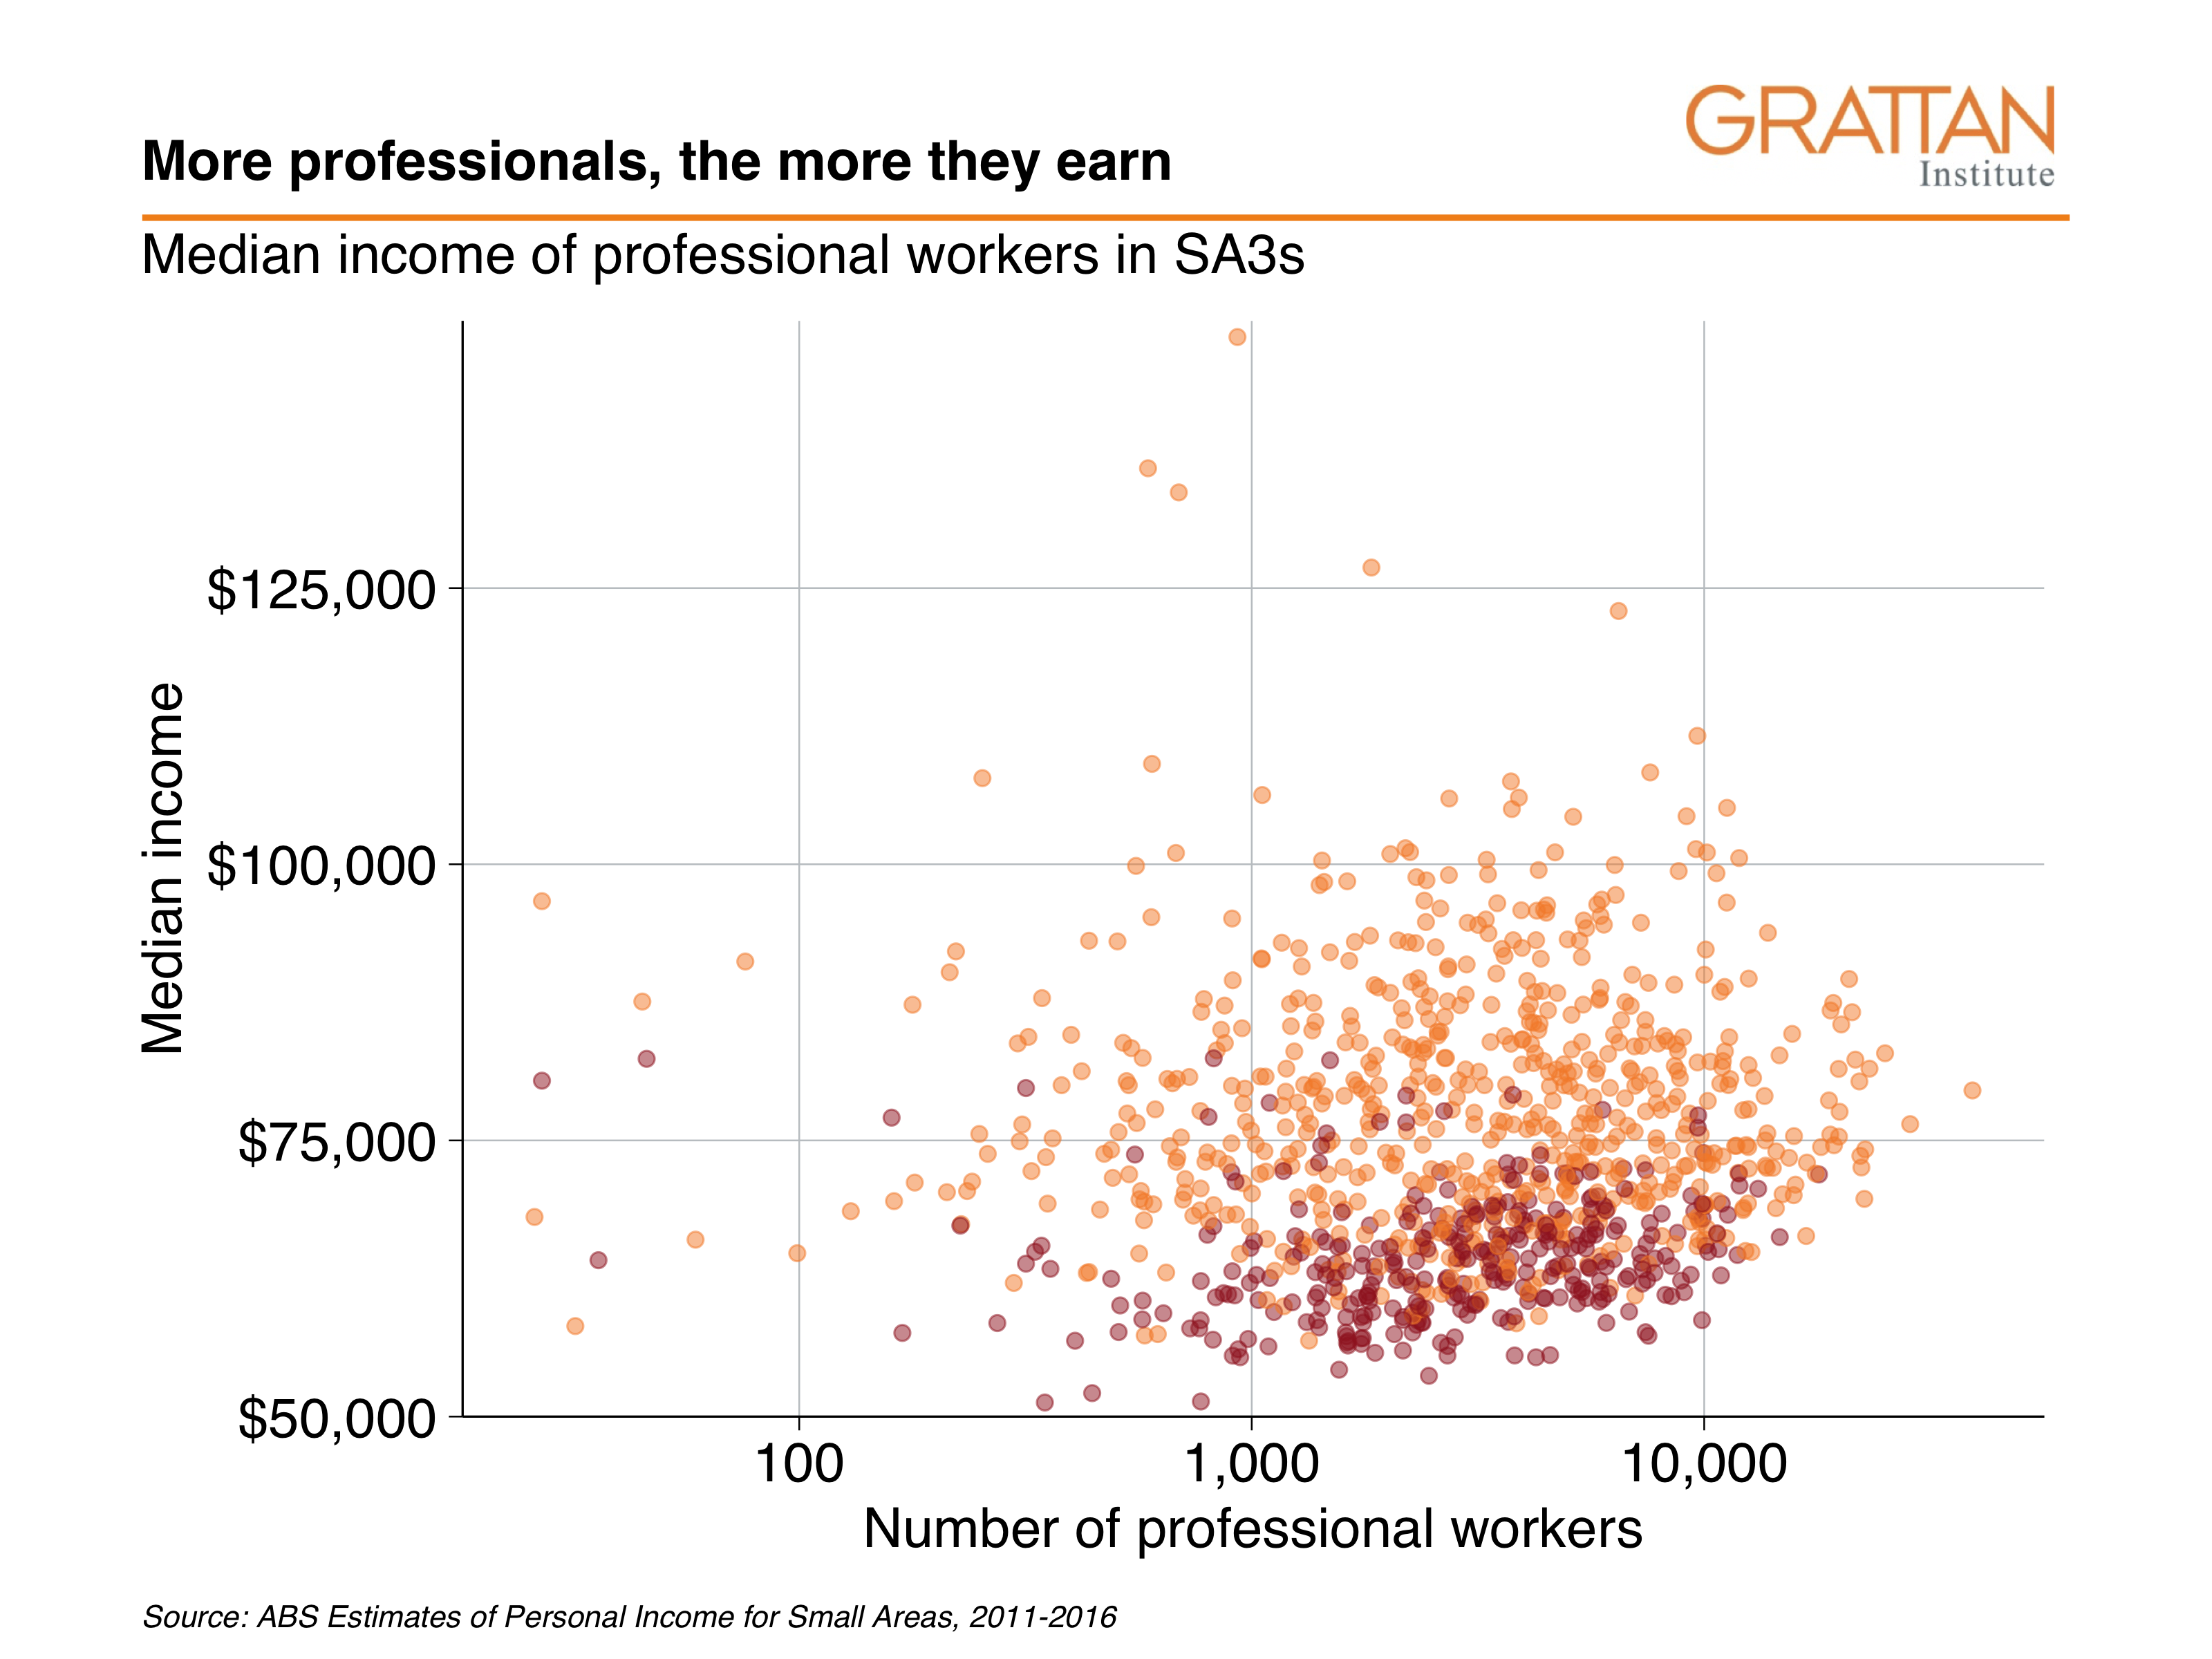 GRATTAN
Institute
More professionals, the more they earn
Median income of professional workers in SA3s
Median income
$125,000
$100,000
$75,000
$50,000
100
1,000
10,000
Number of professional workers
Source: ABS Estimates of Personal Income for Small Areas, 2011-2016